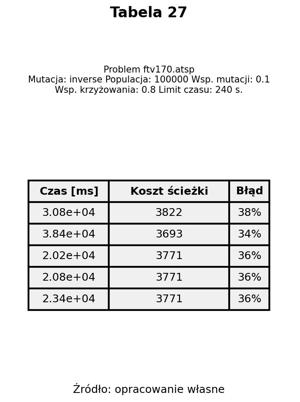 Tabela 27
Problem ftv170.atsp
Mutacja: inverse Populacja: 100000 Wsp. mutacji: 0.1
Wsp. krzyżowania: 0.8 Limit czasu: 240 s.
Czas [ms] Koszt ścieżki Błąd
3.08e+04 3822 38%
3.84e+04 3693 34%
2.02e+04 3771 36%
2.08e+04 3771 36%
2.34e+04 3771 36%
Źródło: opracowanie własne